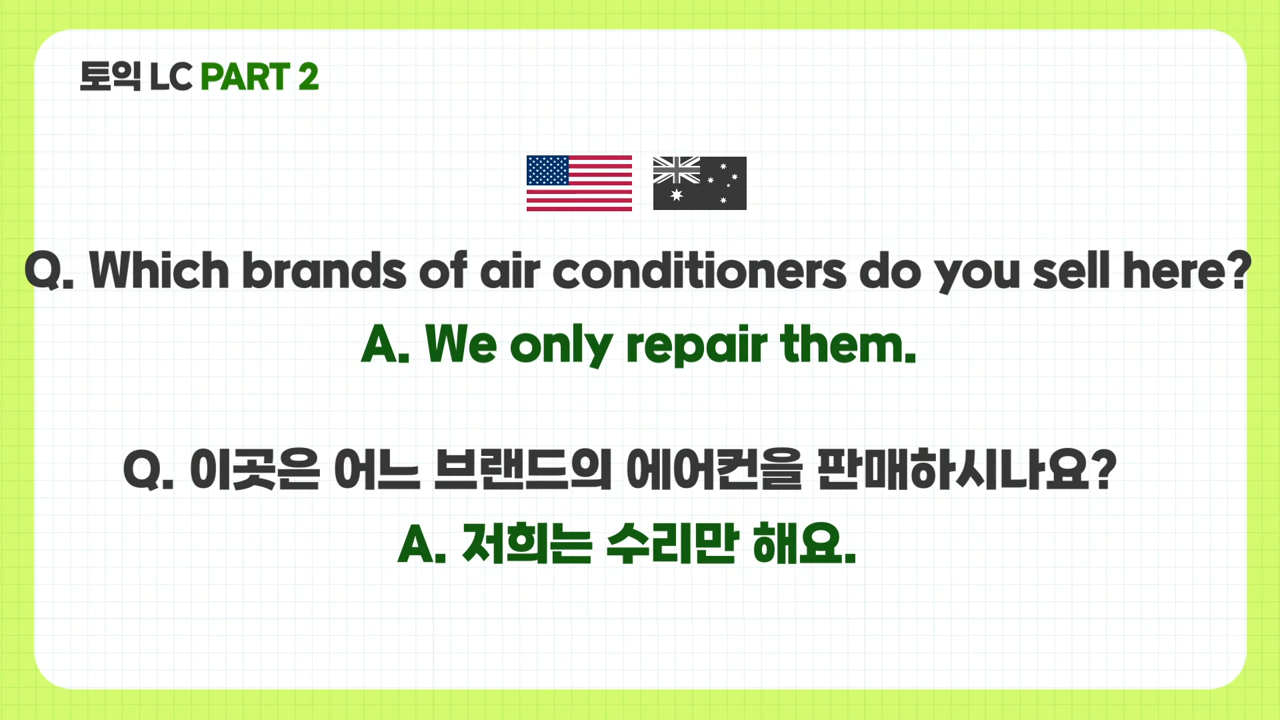 토익 LC PART 2
Q. Which brands of air conditioners do you sell here?
A. We only repair them.
Q. 이곳은 어느 브랜드의 에어컨을 판매하시나요?
A. 저희는 수리만 해요.